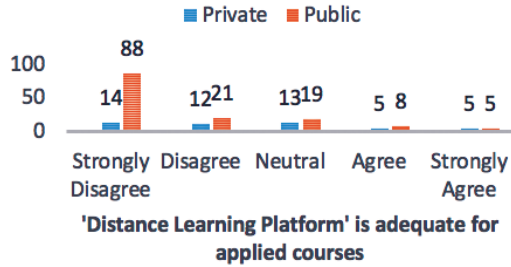 Private Public
88
100
14 12 21 13 19 5 8 5 5
50
0
Strongly Disagree Neutral Agree Strongly
Disagree Agree
'Distance Learning Platform' is adequate for
applied courses